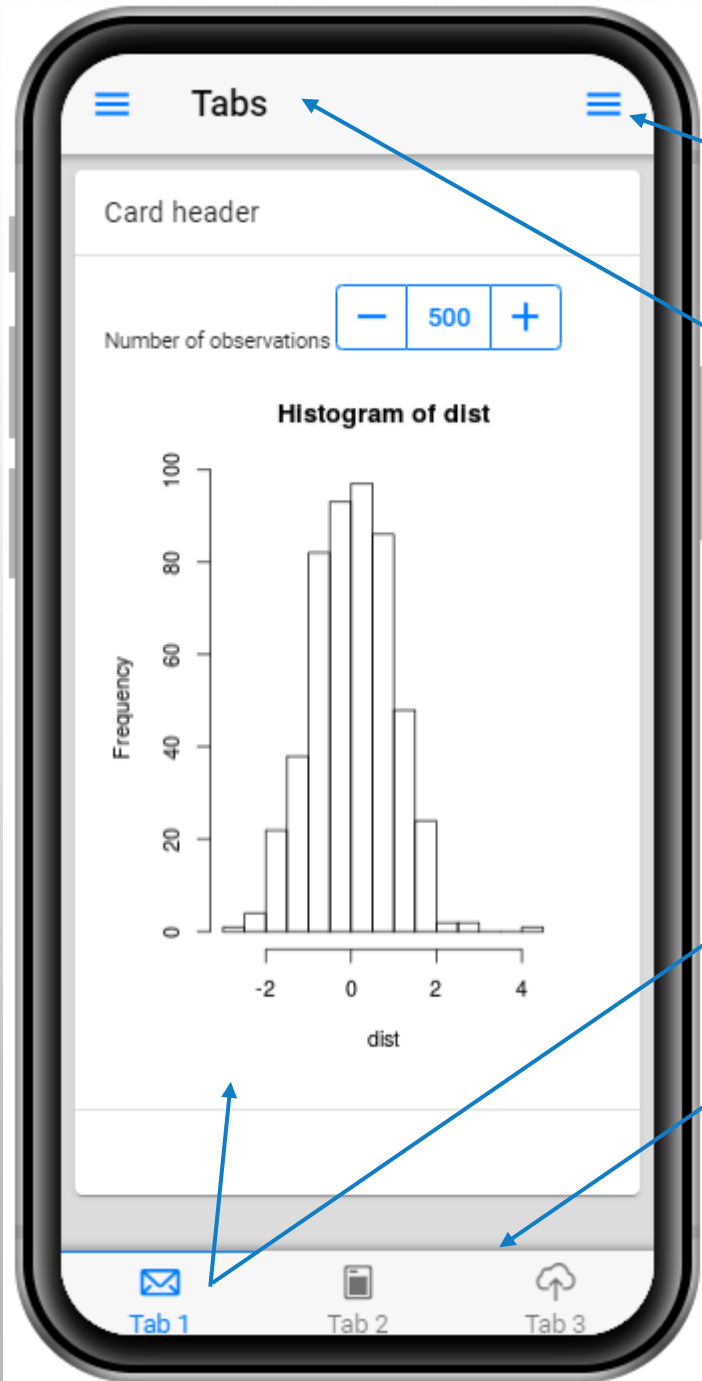 Tabs
Card header
Number of observations
500
Histogram of dist
100
80
60
40
20
0
Frequency
-2 0 2 4
dist
Tab 1 Tab 2 Tab 3